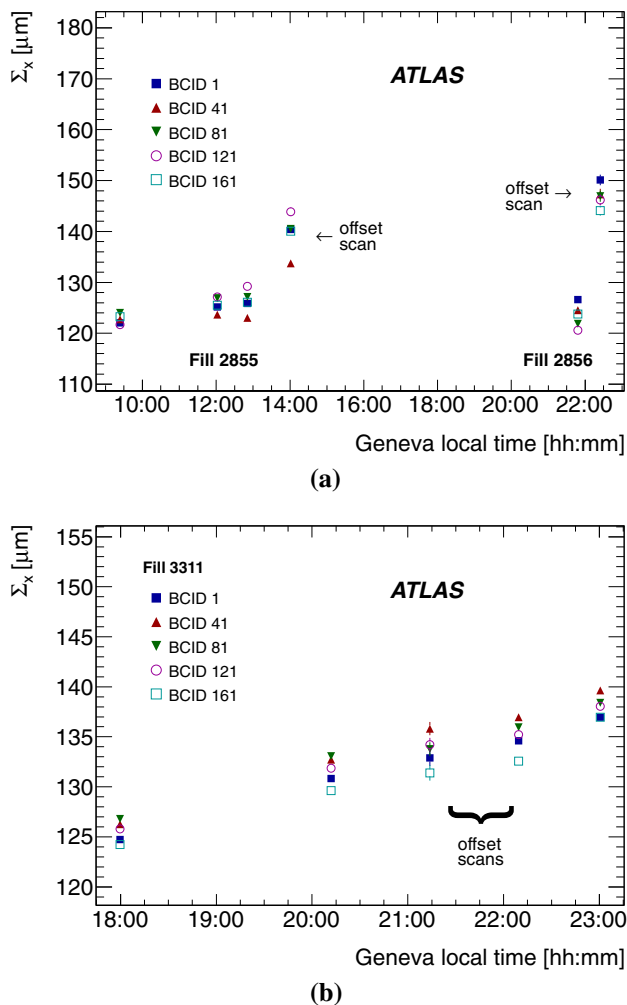 Σx [μm]
180
170
160
150
140
130
120
110
ATLAS
BCID 1
BCID 41
BCID 81
BCID 121
BCID 161
← offset
scan
offset →
scan
Fill 2855
Fill 2856
10:00 12:00 14:00 16:00 18:00 20:00 22:00
Geneva local time [hh:mm]
(a)
Σx [μm]
155
150
145
140
135
130
125
120
Fill 3311
ATLAS
BCID 1
BCID 41
BCID 81
BCID 121
BCID 161
offset
scans
18:00 19:00 20:00 21:00 22:00 23:00
Geneva local time [hh:mm]
(b)